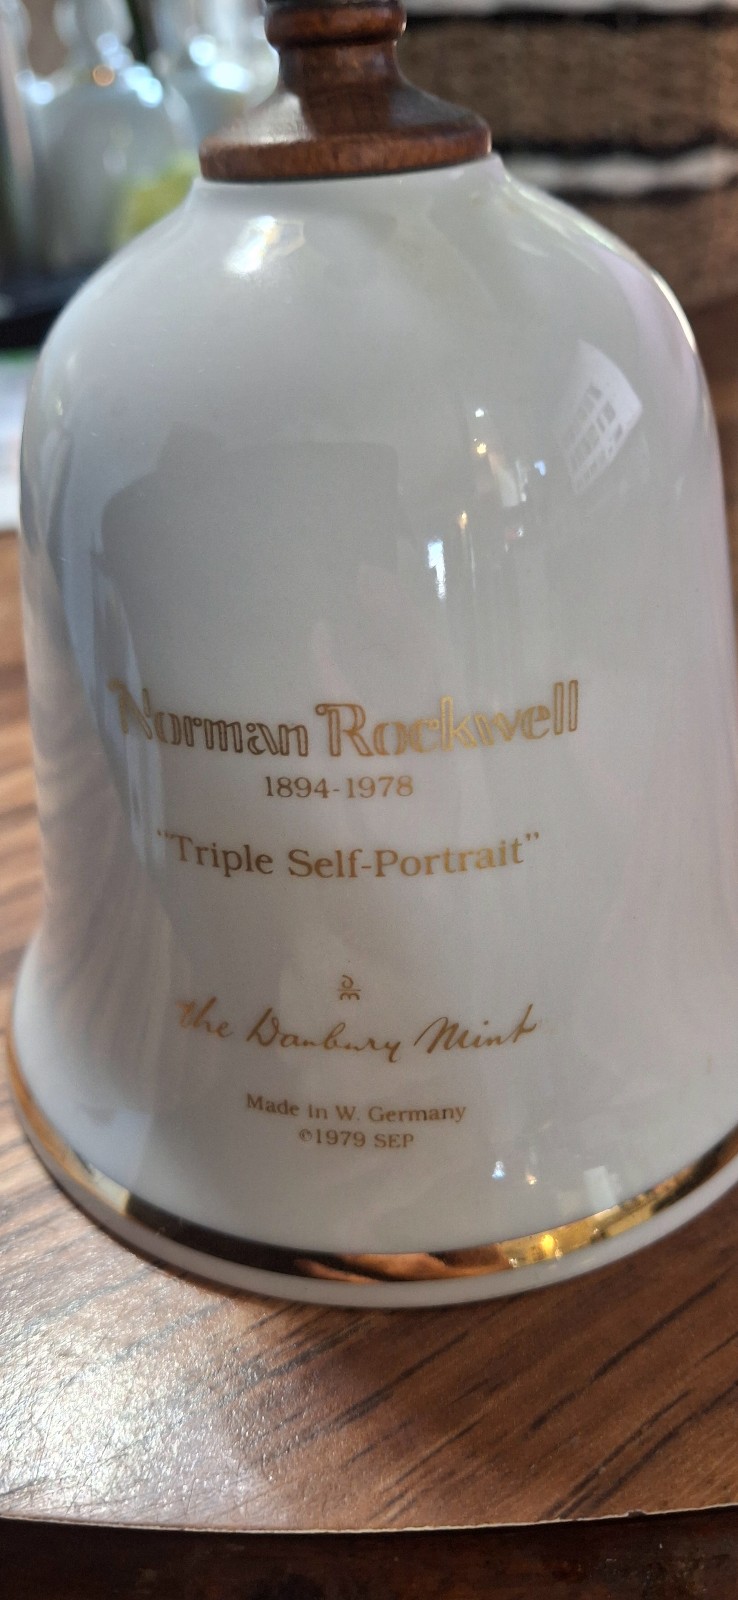 Norman Rockwell
1894-1978
"Triple Self-Portrait"
the Danbury Mint
Made in W. Germany
©1979 SEP